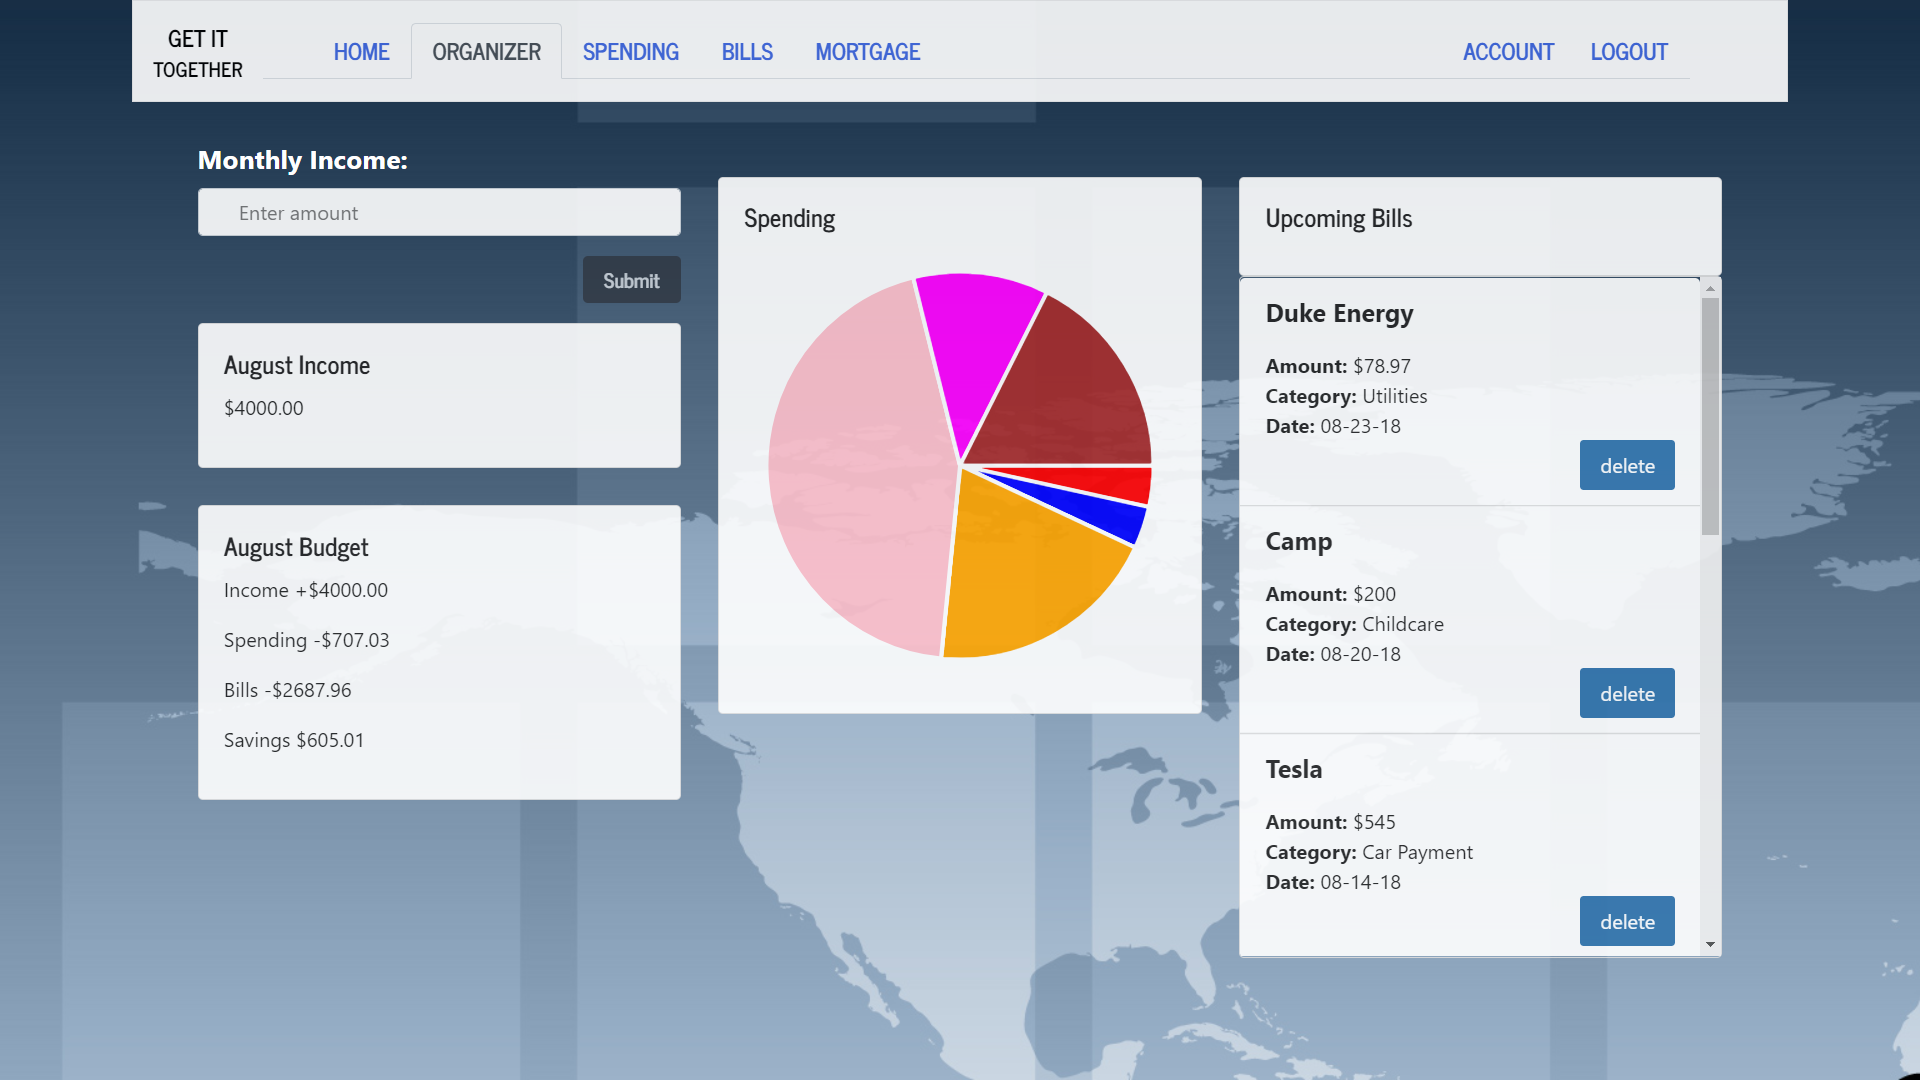 GET IT
TOGETHER
HOME
ORGANIZER
SPENDING
BILLS
MORTGAGE
ACCOUNT
LOGOUT
Monthly Income:
Enter amount
Submit
August Income
$4000.00
August Budget
Income +$4000.00
Spending -$707.03
Bills -$2687.96
Savings $605.01
Spending
Upcoming Bills
Duke Energy
Amount: $78.97
Category: Utilities
Date: 08-23-18
delete
Camp
Amount: $200
Category: Childcare
Date: 08-20-18
delete
Tesla
Amount: $545
Category: Car Payment
Date: 08-14-18
delete